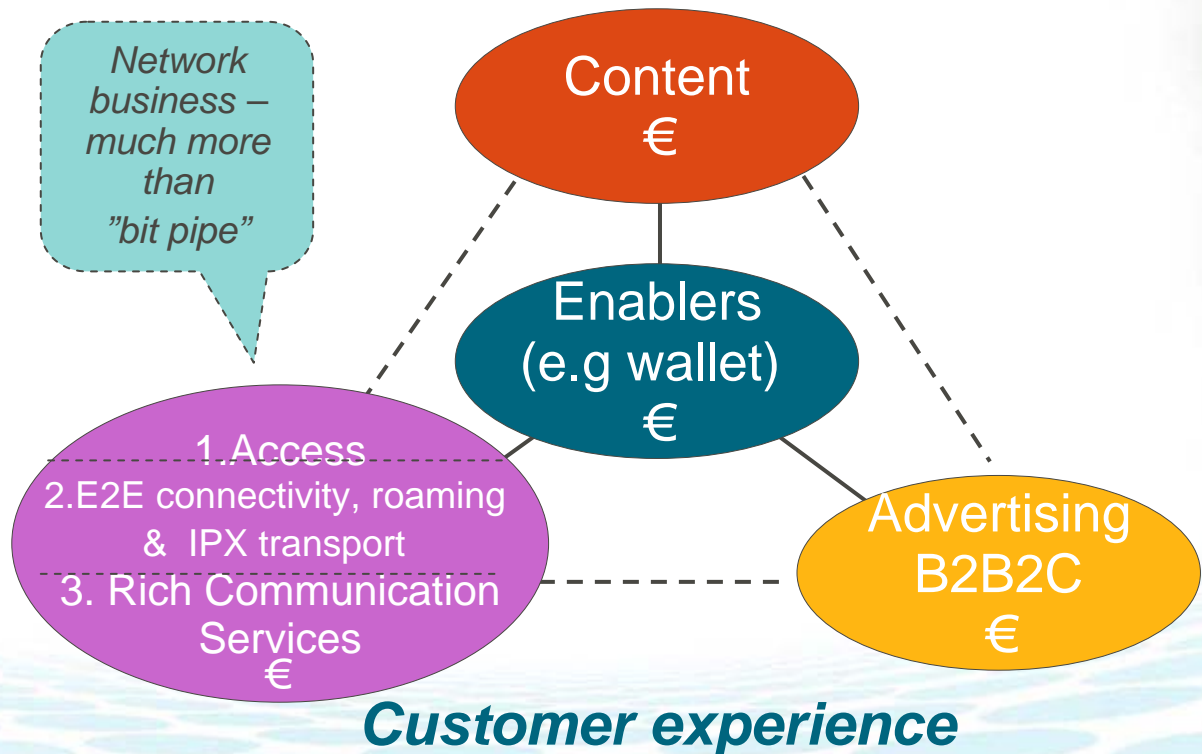 Network
business –
much more
than
”bit pipe”
Content
€
Enablers
(e.g wallet)
€
1.Access
2.E2E connectivity, roaming
& IPX transport
3. Rich Communication
Services
€
Advertising
B2B2C
€
Customer experience